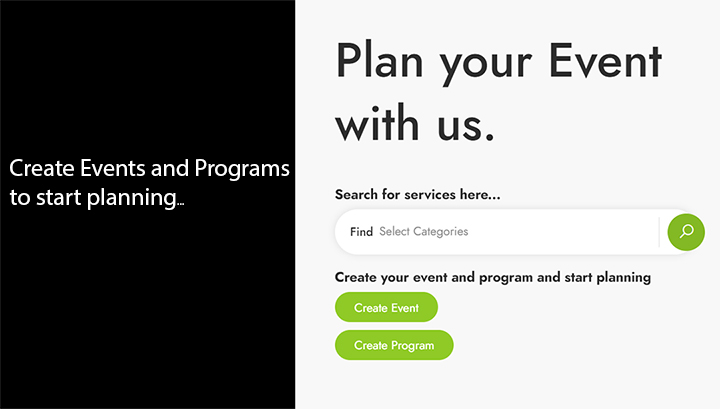 Create Events and Programs
to start planning...
Plan your Event
with us.
Search for services here...
Find Select Categories
Create your event and program and start planning
Create Event
Create Program